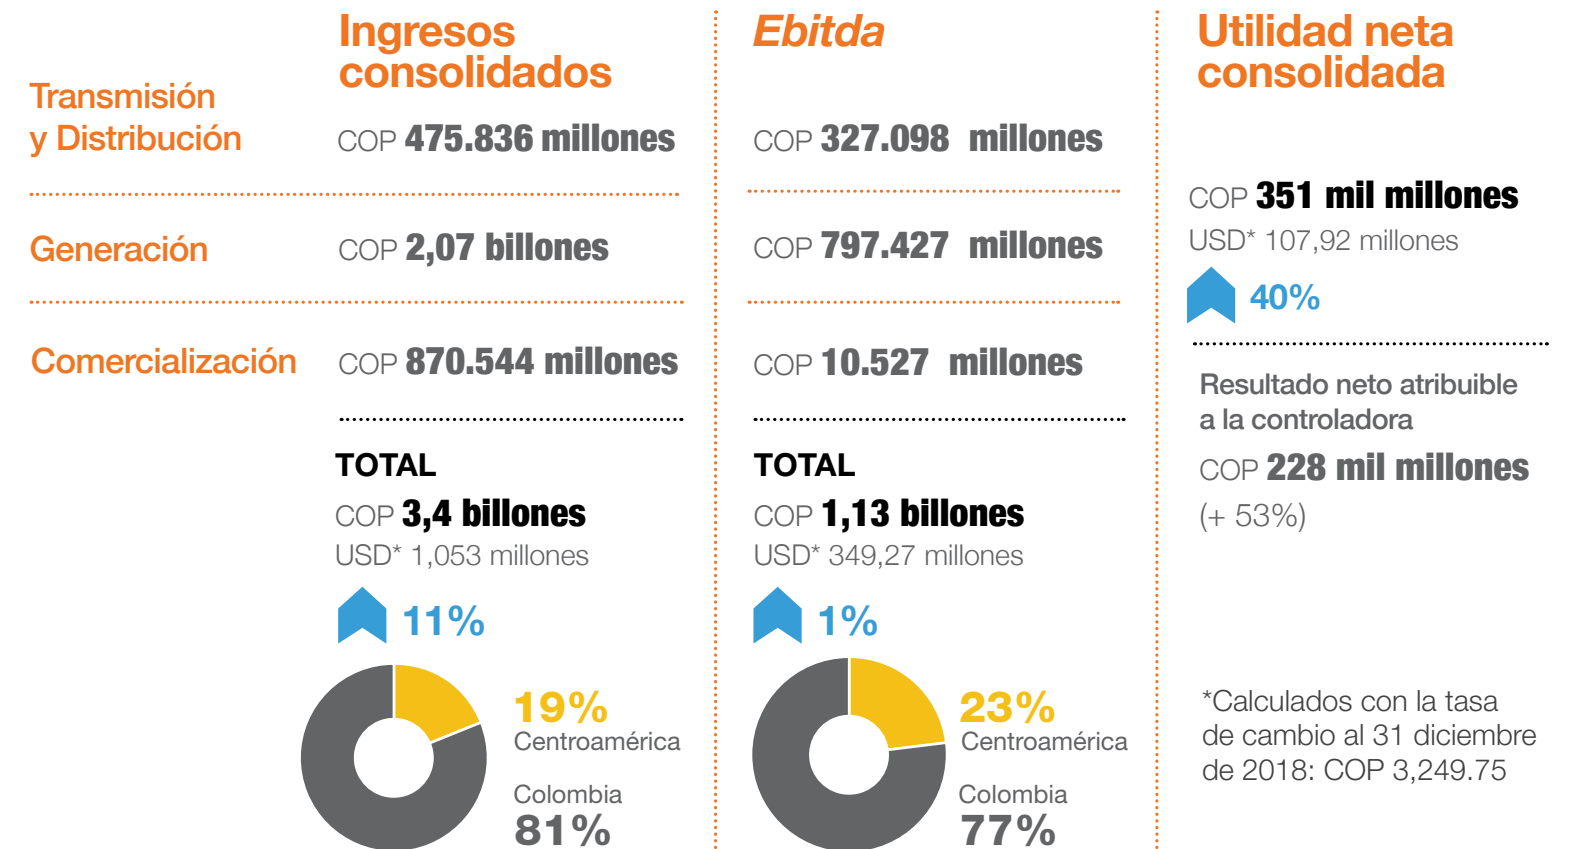 Ingresos
consolidados
Ebitda
Utilidad neta
consolidada
Transmisión
y Distribución
COP 475.836 millones
COP 327.098 millones
Generación
COP 2,07 billones
COP 797.427 millones
Comercialización
COP 870.544 millones
COP 10.527 millones
TOTAL
COP 3,4 billones
USD* 1,053 millones
11%
19%
Centroamérica
Colombia
81%
TOTAL
COP 1,13 billones
USD* 349,27 millones
1%
23%
Centroamérica
Colombia
77%
COP 351 mil millones
USD* 107,92 millones
40%
Resultado neto atribuible
a la controladora
COP 228 mil millones
(+ 53%)
*Calculados con la tasa
de cambio al 31 diciembre
de 2018: COP 3,249.75